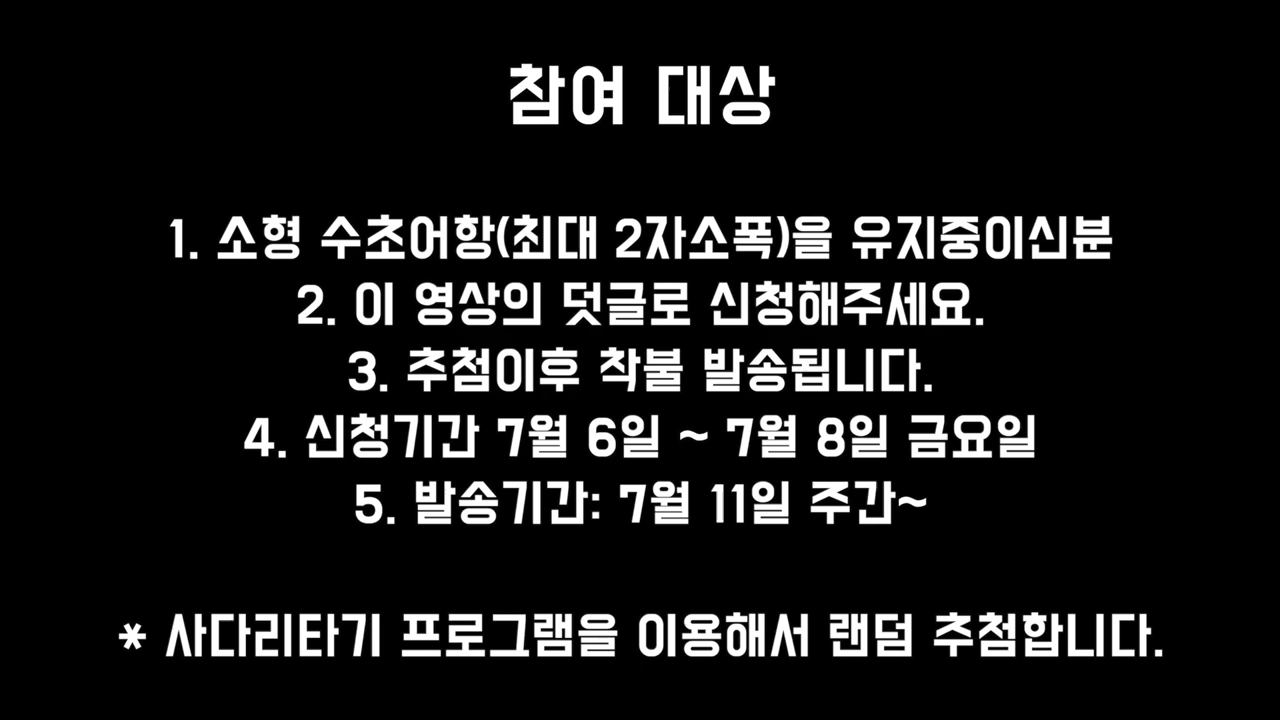 참여 대상
1. 소형 수초어항(최대 2자소폭)을 유지중이신분
2. 이 영상의 덧글로 신청해주세요.
3. 추첨이후 착불 발송됩니다.
4. 신청기간 7월 6일 ~ 7월 8일 금요일
5. 발송기간: 7월 11일 주간~
* 사다리타기 프로그램을 이용해서 랜덤 추첨합니다.